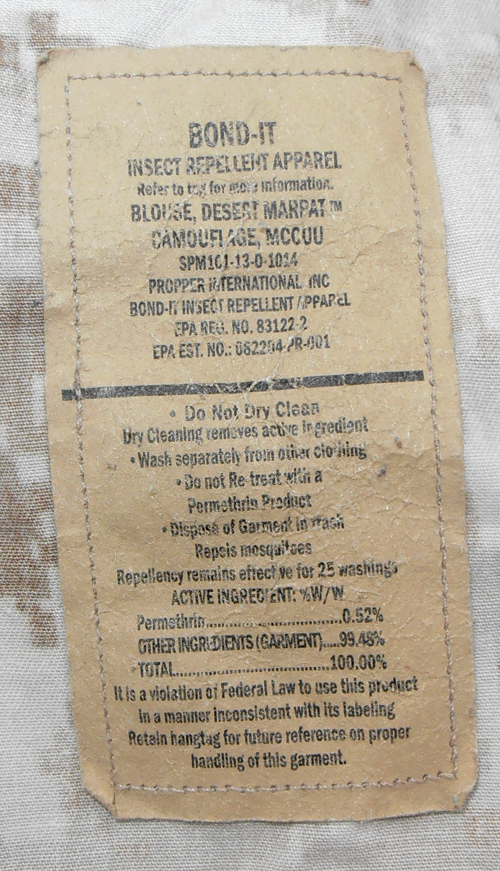 BOND-IT
INSECT REPELLENT APPAREL
Refer to tag for more information.
BLOUSE, DESERT MARPAT™
CAMOUFLAGE, MCCUU
SPM101-13-D-1014
PROPPER INTERNATIONAL INC
BOND-IT INSECT REPELLENT APPAREL
EPA REG. NO. 83122-2
EPA EST. NO.: 082294-PR-001
• Do Not Dry Clean
Dry Cleaning removes active ingredient
• Wash separately from other clothing
• Do not Re-treat with a
Permethrin Product
• Dispose of Garment in trash
Repels mosquitoes
Repellency remains effective for 25 washings
ACTIVE INGREDIENT: %W/W
Permethrin..............................0.52%
OTHER INGREDIENTS (GARMENT).....99.48%
TOTAL..................................100.00%
It is a violation of Federal Law to use this product
in a manner inconsistent with its labeling
Retain hangtag for future reference on proper
handling of this garment.